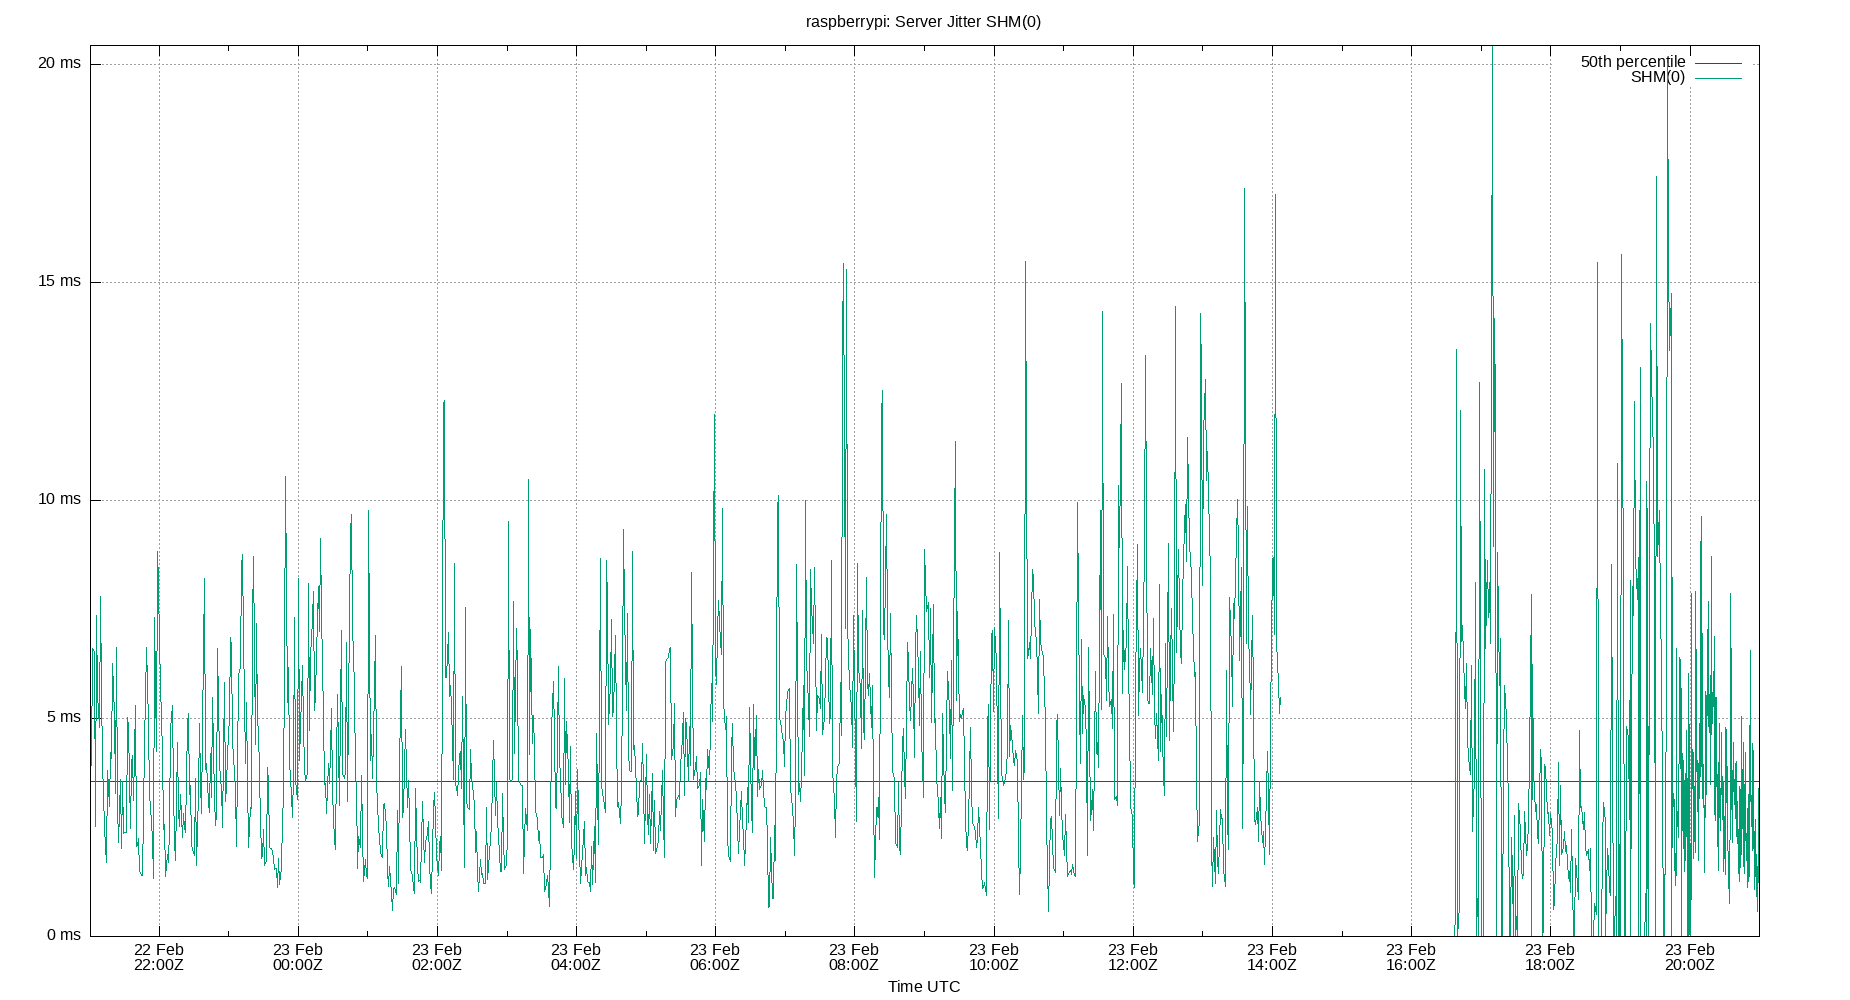 raspberrypi: Server Jitter SHM(0)
50th percentile
SHM(0)
20 ms
15 ms
10 ms
5 ms
0 ms
22 Feb 23 Feb 23 Feb 23 Feb 23 Feb 23 Feb 23 Feb 23 Feb 23 Feb 23 Feb 23 Feb 23 Feb
22:00Z 00:00Z 02:00Z 04:00Z 06:00Z 08:00Z 10:00Z 12:00Z 14:00Z 16:00Z 18:00Z 20:00Z
Time UTC